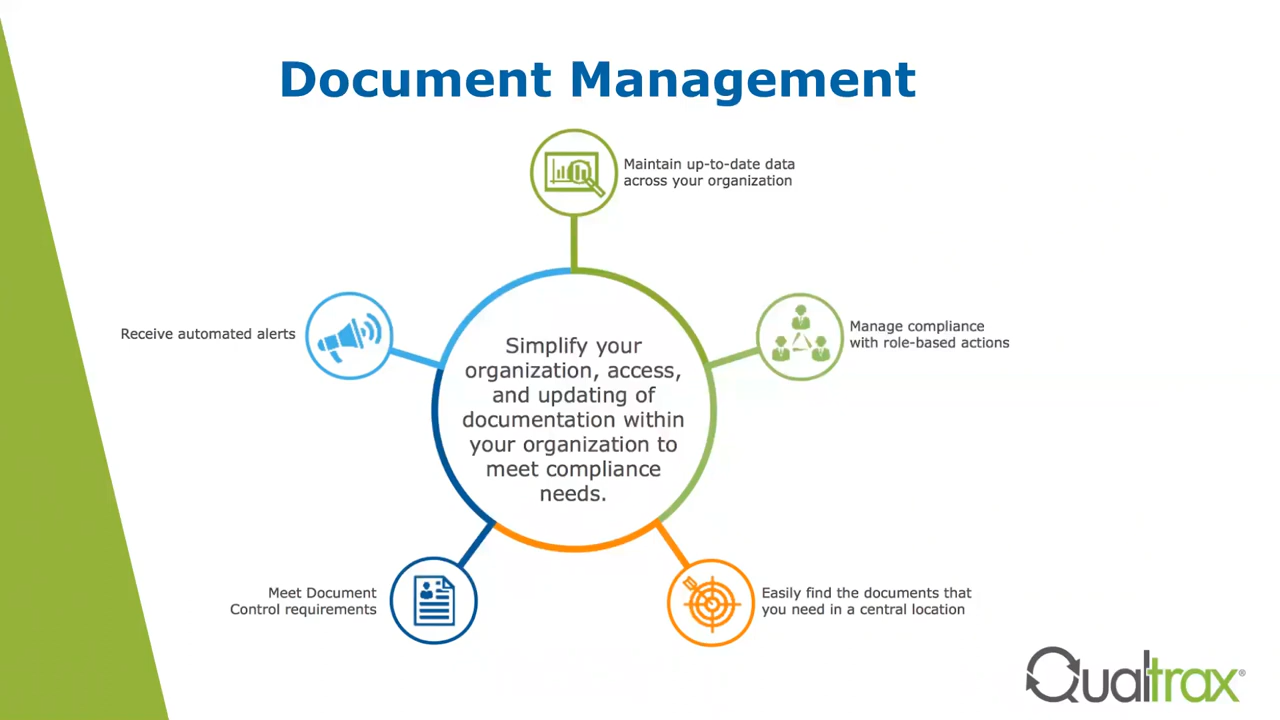 Document Management
Maintain up-to-date data
across your organization
Receive automated alerts
Manage compliance
with role-based actions
Simplify your
organization, access,
and updating of
documentation within
your organization to
meet compliance
needs.
Meet Document
Control requirements
Easily find the documents that
you need in a central location
Qualtrax®